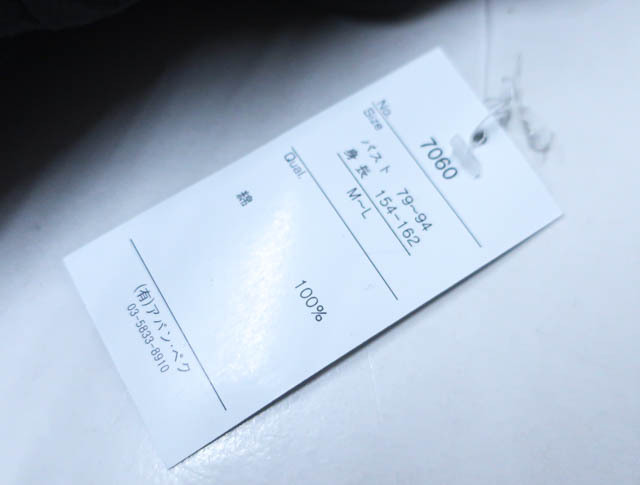 No. 7060
Size
バスト 79~94
身長 154-162
M~L
Qual.
綿 100%
(有)アバン・ペク
03-5833-8910